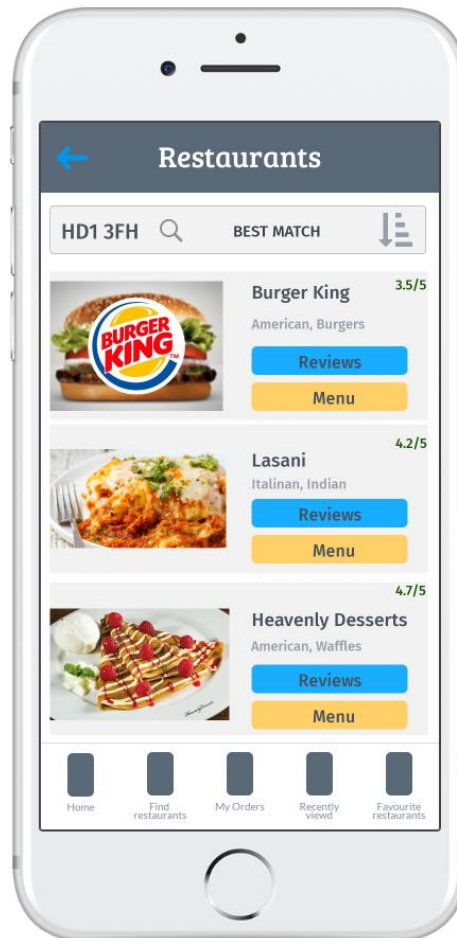 Restaurants
HD1 3FH
BEST MATCH
BURGER
KING
TM
Burger King
3.5/5
American, Burgers
Reviews
Menu
4.2/5
Lasani
Italinan, Indian
Reviews
Menu
4.7/5
Heavenly Desserts
American, Waffles
Reviews
Menu
Home
Find
restaurants
My Orders
Recently
viewd
Favourite
restaurants